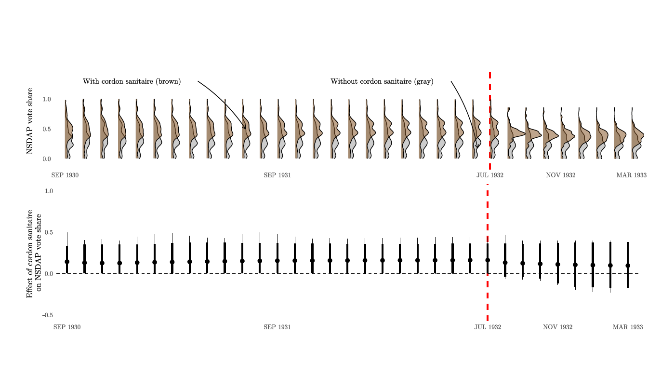 With cordon sanitaire (brown)
Without cordon sanitaire (gray)
NSDAP vote share
1.0
0.5
0.0
SEP 1930
SEP 1931
JUL 1932
NOV 1932
MAR 1933
Effect of cordon sanitaire
on NSDAP vote share
1.0
0.5
0.0
−0.5
SEP 1930
SEP 1931
JUL 1932
NOV 1932
MAR 1933